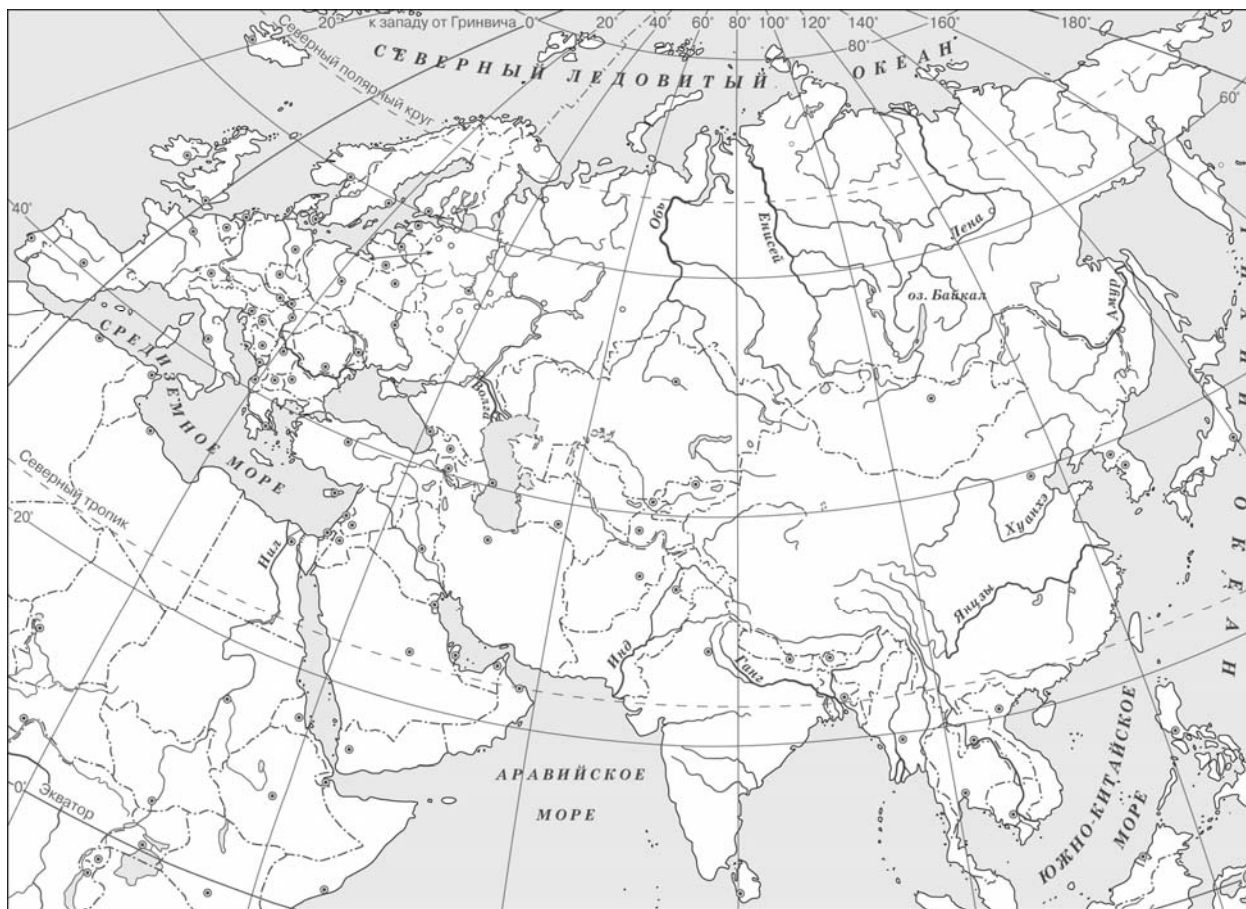 20° к западу от Гринвича 0° 20° 40° 60° 80° 100° 120° 140° 160° 180°
СЕВЕРНЫЙ ЛЕДОВИТЫЙ ОКЕАН
80°
60°
Северный полярный круг
40°
Обь
Енисей
Лена
оз. Байкал
Амур
ТИХИЙ ОКЕАН
Волга
СРЕДИЗЕМНОЕ МОРЕ
Северный тропик
20°
Нил
Хуанхэ
Янцзы
Инд
Ганг
АРАВИЙСКОЕ
МОРЕ
ЮЖНО-КИТАЙСКОЕ
МОРЕ
0°
Экватор